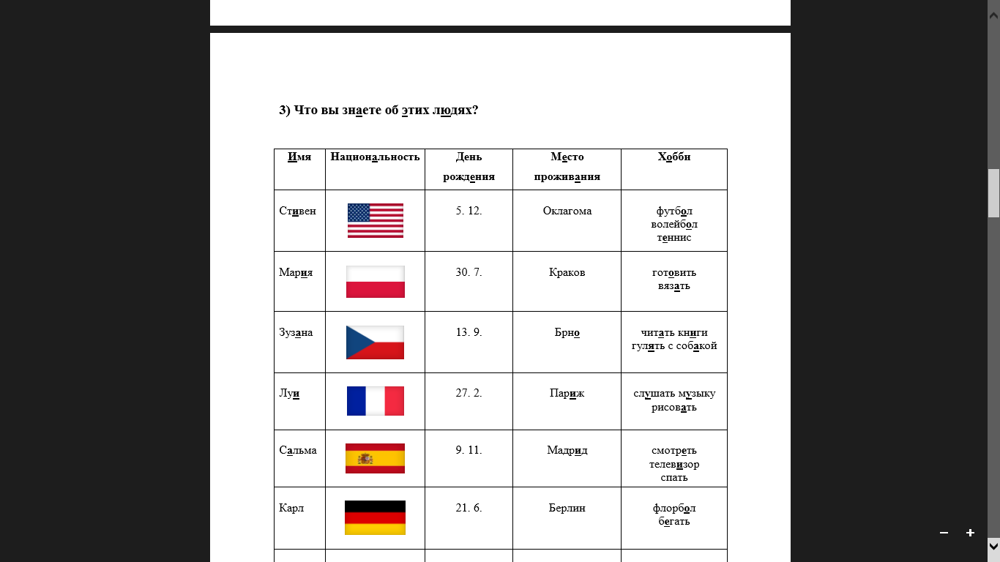 3) Что вы знаете об этих людях?
Имя
Национальность
День
рождения
Место
проживания
Хобби
Стивен
5. 12.
Оклагома
футбол
волейбол
теннис
Мария
30. 7.
Краков
готовить
вязать
Зузана
13. 9.
Брно
читать книги
гулять с собакой
Луи
27. 2.
Париж
слушать музыку
рисовать
Сальма
9. 11.
Мадрид
смотреть
телевизор
спать
Карл
21. 6.
Берлин
флорбол
бегать